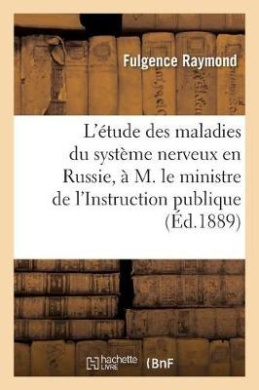 Fulgence Raymond
L'étude des maladies
du système nerveux en
Russie, à M. le ministre
de l'Instruction publique
(Éd.1889)
hachette
LIVRE
{BnF